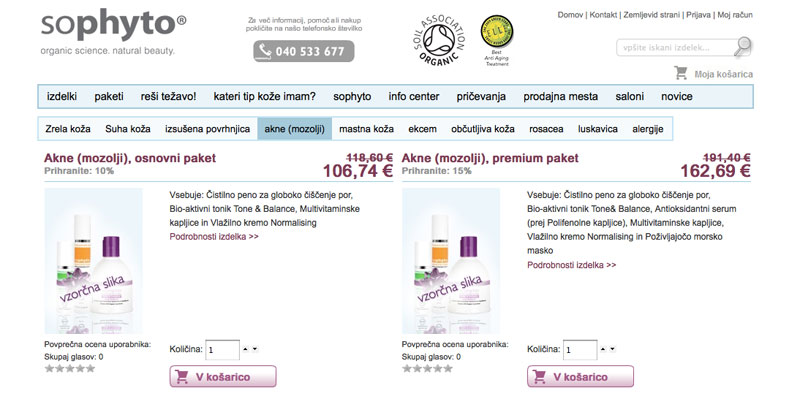 sophyto®
organic science. natural beauty.
Za več informacij, pomoč ali nakup
pokličite na našo telefonsko številko
040 533 677
SOIL ASSOCIATION
ORGANIC
Best
Anti Aging
Treatment
Domov | Kontakt | Zemljevid strani | Prijava | Moj račun
vpišite iskani izdelek...
Moja košarica
izdelki paketi reši težavo! kateri tip kože imam? sophyto info center pričevanja prodajna mesta saloni novice
Zrela koža Suha koža izsušena povrhnjica akne (mozolji) mastna koža ekcem občutljiva koža rosacea luskavica alergije
Akne (mozolji), osnovni paket
Prihranite: 10%
118,60 €
106,74 €
Vsebuje: Čistilno peno za globoko čiščenje por,
Bio-aktivni tonik Tone & Balance, Multivitaminske
kapljice in Vlažilno kremo Normalising
Podrobnosti izdelka >>
vzorčna slika
Povprečna ocena uporabnika:
Skupaj glasov: 0
Količina: 1
V košarico
Akne (mozolji), premium paket
Prihranite: 15%
191,40 €
162,69 €
Vsebuje: Čistilno peno za globoko čiščenje por,
Bio-aktivni tonik Tone& Balance, Antioksidantni serum
(prej Polifenolne kapljice), Multivitaminske kapljice,
Vlažilno kremo Normalising in Poživljajočo morsko
masko
Podrobnosti izdelka >>
vzorčna slika
Povprečna ocena uporabnika:
Skupaj glasov: 0
Količina: 1
V košarico